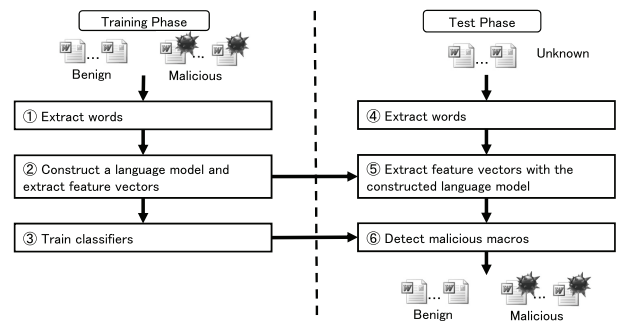 Training Phase
Benign
Malicious
① Extract words
② Construct a language model and
extract feature vectors
③ Train classifiers
Test Phase
Unknown
④ Extract words
⑤ Extract feature vectors with the
constructed language model
⑥ Detect malicious macros
Benign
Malicious